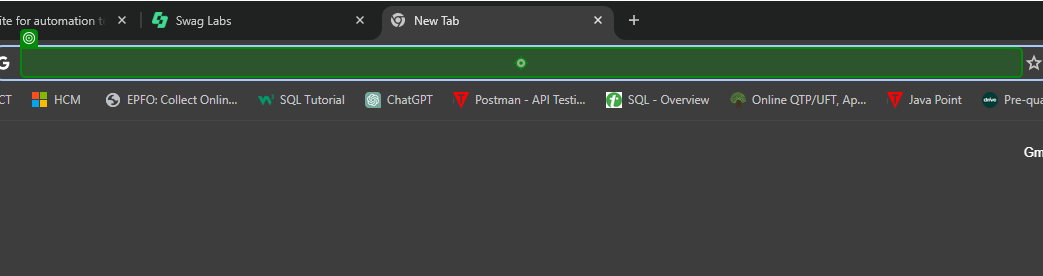 ite for automation t
Swag Labs
New Tab
CT
HCM
EPFO: Collect Onlin...
SQL Tutorial
ChatGPT
Postman - API Testi...
SQL - Overview
Online QTP/UFT, Ap...
Java Point
drive
Pre-qua
Gm